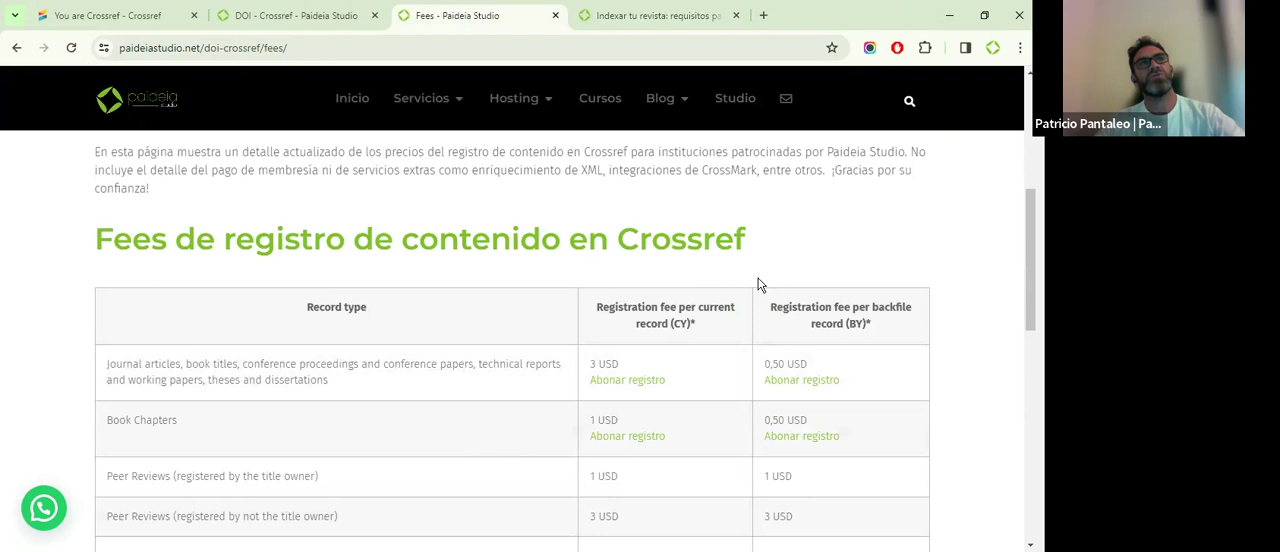 You are Crossref - Crossref
DOI - Crossref - Paideia Studio
Fees - Paideia Studio
Indexar tu revista: requisitos pa
paideiastudio.net/doi-crossref/fees/
Patricio Pantaleo | Pa...
paideia
studio
Inicio
Servicios
Hosting
Cursos
Blog
Studio
En esta página muestra un detalle actualizado de los precios del registro de contenido en Crossref para instituciones patrocinadas por Paideia Studio. No
incluye el detalle del pago de membresía ni de servicios extras como enriquecimiento de XML, integraciones de CrossMark, entre otros. ¡Gracias por su
confianza!
Fees de registro de contenido en Crossref
Record type
Registration fee per current
record (CY)*
Registration fee per backfile
record (BY)*
Journal articles, book titles, conference proceedings and conference papers, technical reports
and working papers, theses and dissertations
3 USD
Abonar registro
0,50 USD
Abonar registro
Book Chapters
1 USD
Abonar registro
0,50 USD
Abonar registro
Peer Reviews (registered by the title owner)
1 USD
1 USD
Peer Reviews (registered by not the title owner)
3 USD
3 USD